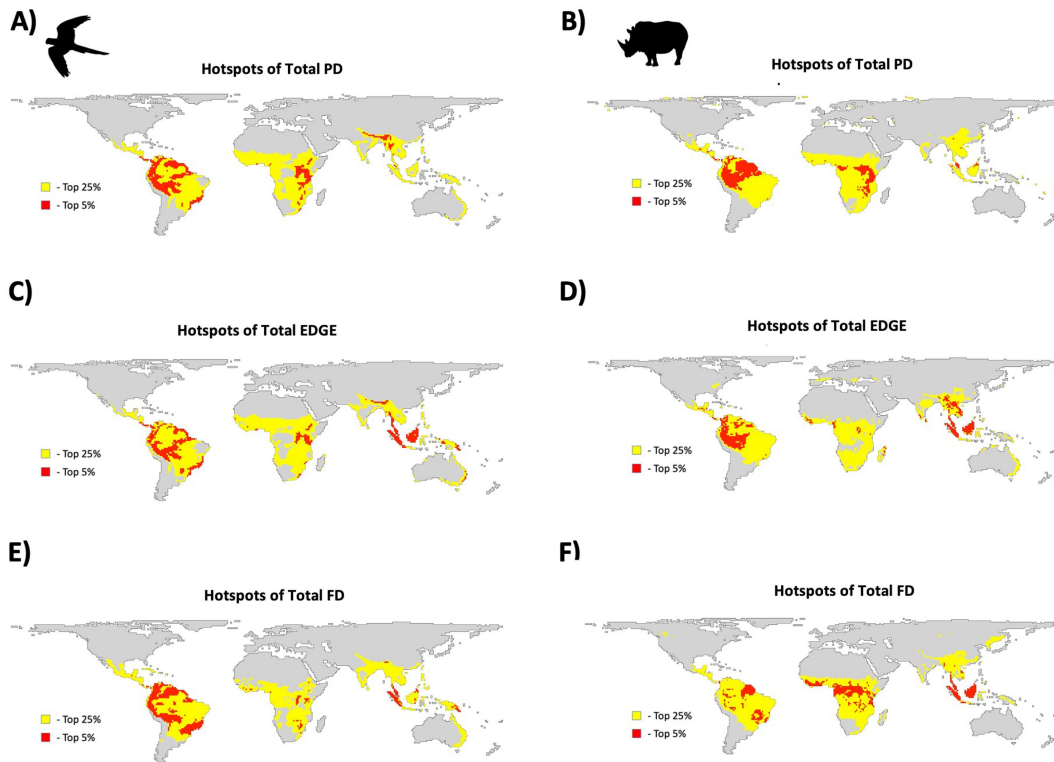 A)
Hotspots of Total PD
- Top 25%
- Top 5%
B)
Hotspots of Total PD
- Top 25%
- Top 5%
C)
Hotspots of Total EDGE
- Top 25%
- Top 5%
D)
Hotspots of Total EDGE
- Top 25%
- Top 5%
E)
Hotspots of Total FD
- Top 25%
- Top 5%
F)
Hotspots of Total FD
- Top 25%
- Top 5%